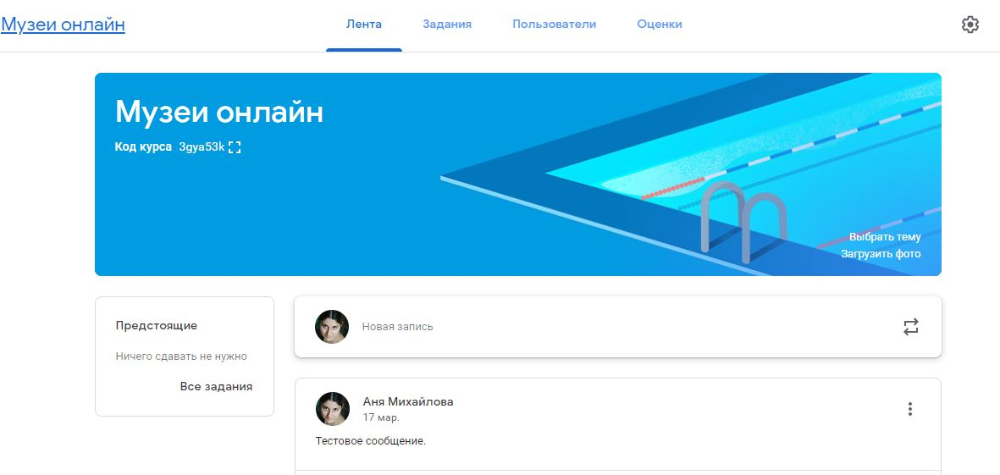 Музеи онлайн
Лента Задания Пользователи Оценки
Музеи онлайн
Код курса 3gya53k
Выбрать тему
Загрузить фото
Предстоящие
Ничего сдавать не нужно
Все задания
Новая запись
Аня Михайлова
17 мар.
Тестовое сообщение.